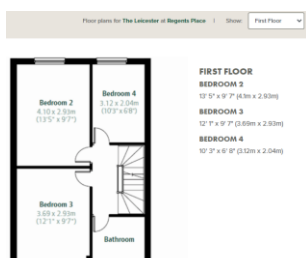 Floor plans for The Leicester at Regents Place | Show: First Floor
Bedroom 2
4.10 x 2.93m
(13'5" x 9'7")
Bedroom 4
3.12 x 2.04m
(10'3" x 6'8")
Bedroom 3
3.69 x 2.93m
(12'1" x 9'7")
Bathroom
FIRST FLOOR
BEDROOM 2
13' 5" x 9' 7" (4.1m x 2.93m)
BEDROOM 3
12' 1" x 9' 7" (3.69m x 2.93m)
BEDROOM 4
10' 3" x 6' 8" (3.12m x 2.04m)